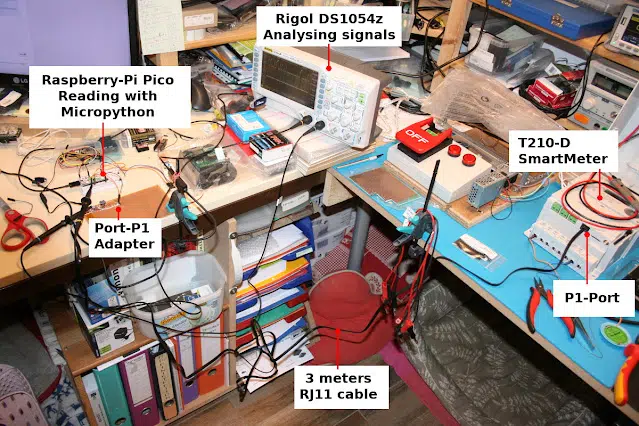 Rigol DS1054z
Analysing signals
Raspberry-Pi Pico
Reading with
Micropython
T210-D
SmartMeter
OFF
Port-P1
Adapter
P1-Port
3 meters
RJ11 cable
LG